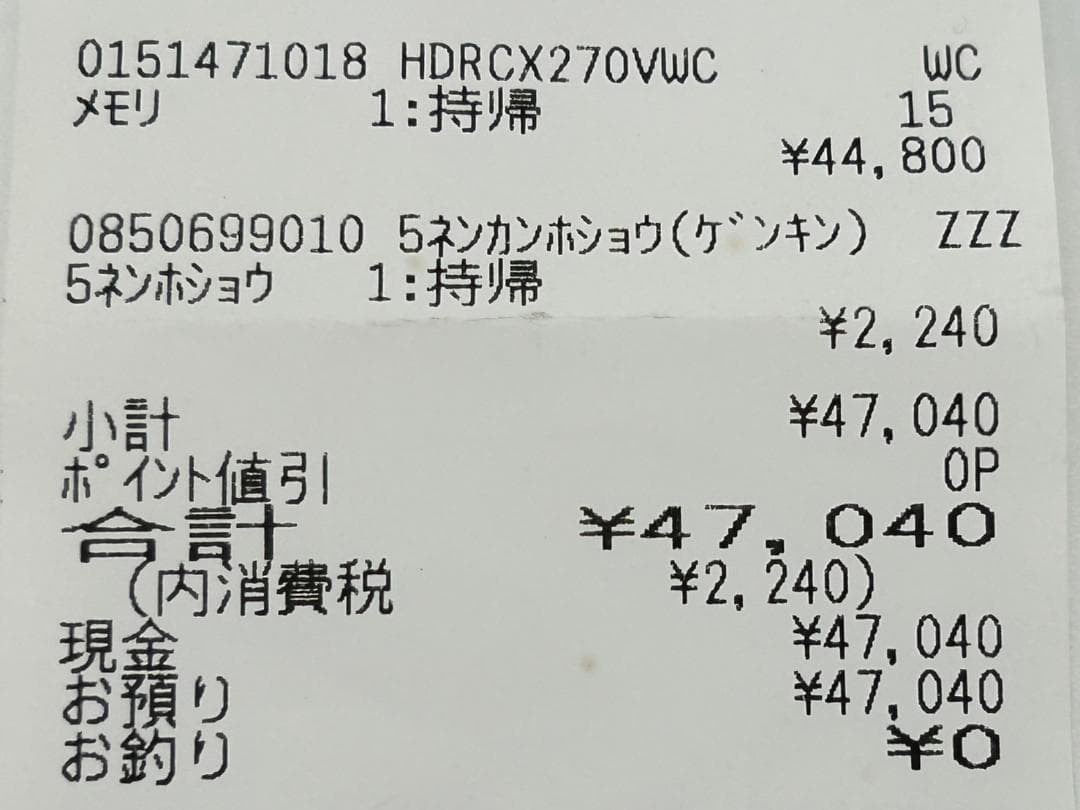 0151471018 HDRCX270VWC WC
ﾒﾓﾘ 1:持帰 15
¥44,800
0850699010 5ﾈﾝｶﾝﾎｼｮｳ(ｹﾞﾝｷﾝ) ZZZ
5ﾈﾝﾎｼｮｳ 1:持帰
¥2,240
小計 ¥47,040
ﾎﾟｲﾝﾄ値引 0P
合計 ¥47,040
(内消費税 ¥2,240)
現金 ¥47,040
お預り ¥47,040
お釣り ¥0